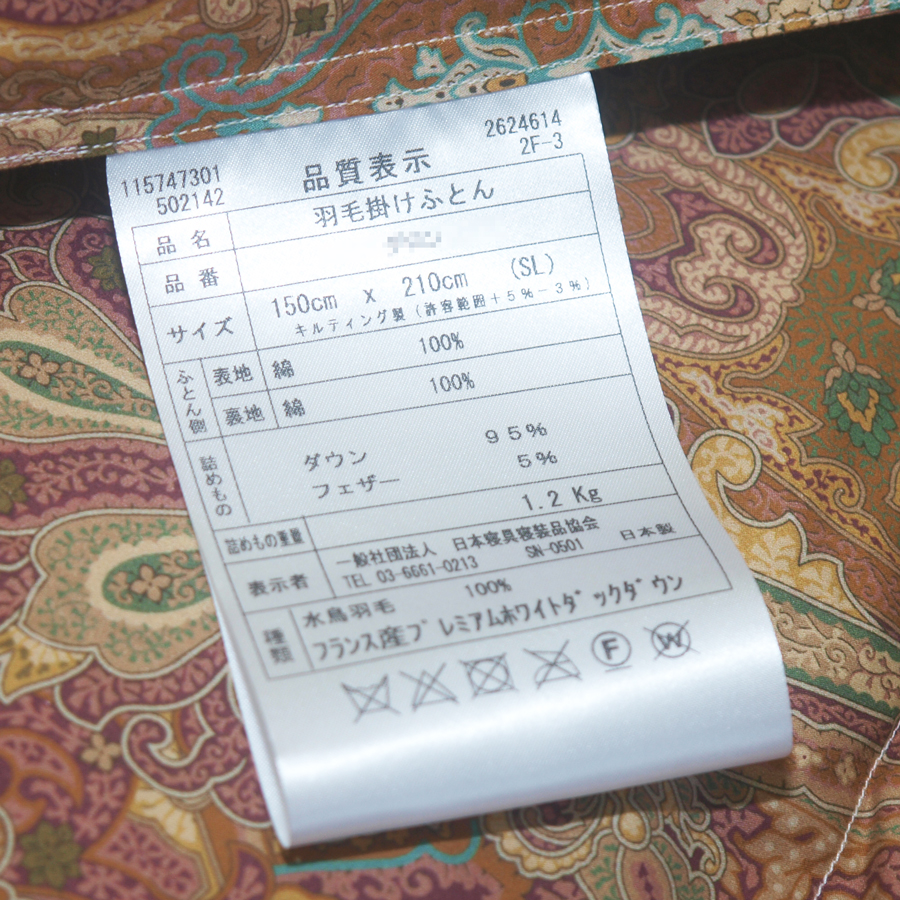 115747301
502142
品質表示
2624614
2F-3
品名 羽毛掛けふとん
品番
サイズ 150cm x 210cm (SL)
キルティング製(許容範囲+5%-3%)
ふとん側 表地 綿 100%
裏地 綿 100%
詰めもの ダウン 95%
フェザー 5%
詰めもの重量 1.2Kg
表示者 一般社団法人 日本寝具寝装品協会
TEL 03-6661-0213 SN-0501 日本製
種類 水鳥羽毛 100%
フランス産プレミアムホワイトダックダウン
F W